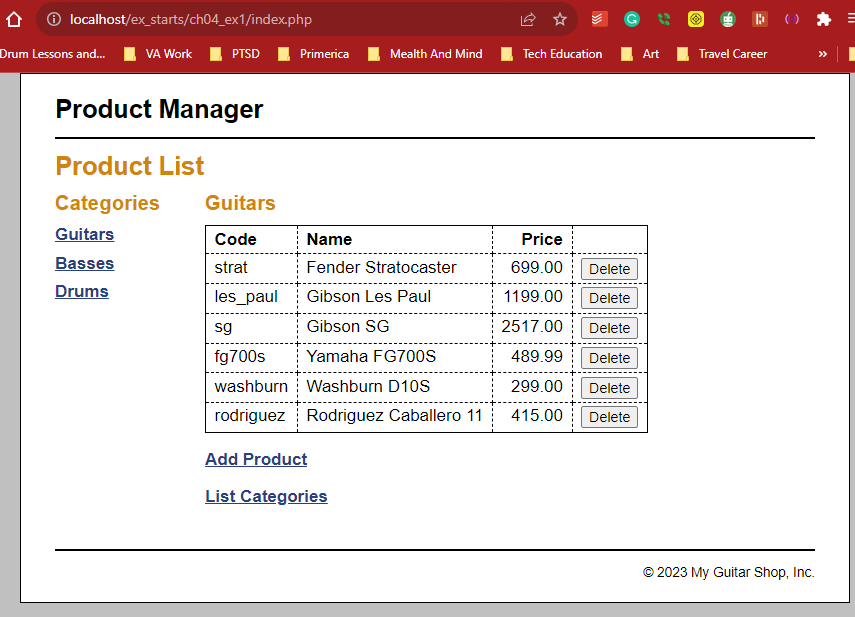 localhost/ex_starts/ch04_ex1/index.php
Drum Lessons and... VA Work PTSD Primerica Mealth And Mind Tech Education Art Travel Career »
Product Manager
Product List
Categories
Guitars
Basses
Drums
Guitars
Code Name Price
strat Fender Stratocaster 699.00 Delete
les_paul Gibson Les Paul 1199.00 Delete
sg Gibson SG 2517.00 Delete
fg700s Yamaha FG700S 489.99 Delete
washburn Washburn D10S 299.00 Delete
rodriguez Rodriguez Caballero 11 415.00 Delete
Add Product
List Categories
© 2023 My Guitar Shop, Inc.